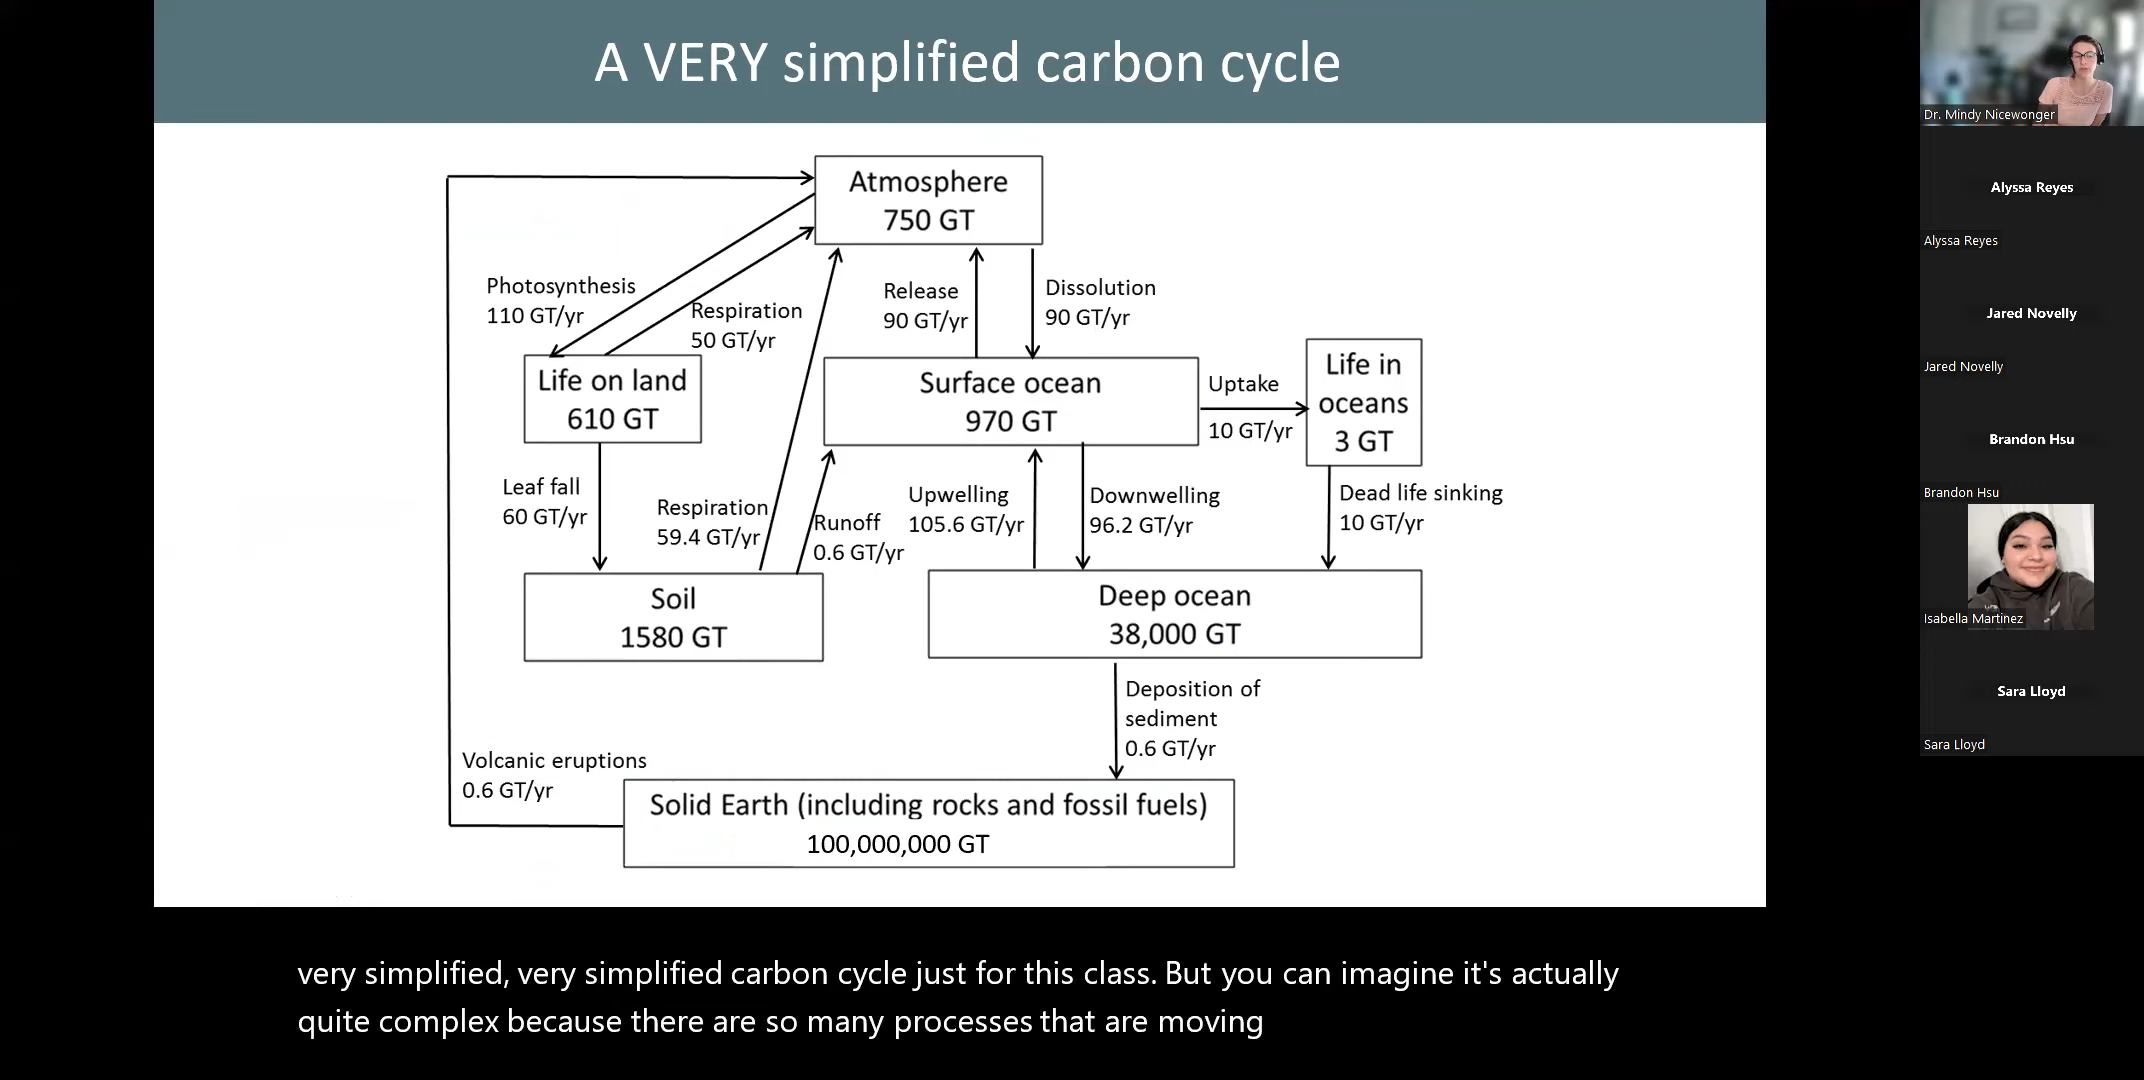 A VERY simplified carbon cycle
Atmosphere
750 GT
Photosynthesis
110 GT/yr
Respiration
50 GT/yr
Release
90 GT/yr
Dissolution
90 GT/yr
Life on land
610 GT
Surface ocean
970 GT
Uptake
10 GT/yr
Life in
oceans
3 GT
Leaf fall
60 GT/yr
Respiration
59.4 GT/yr
Runoff
0.6 GT/yr
Upwelling
105.6 GT/yr
Downwelling
96.2 GT/yr
Dead life sinking
10 GT/yr
Soil
1580 GT
Deep ocean
38,000 GT
Deposition of
sediment
0.6 GT/yr
Volcanic eruptions
0.6 GT/yr
Solid Earth (including rocks and fossil fuels)
100,000,000 GT
very simplified, very simplified carbon cycle just for this class. But you can imagine it's actually
quite complex because there are so many processes that are moving
Dr. Mindy Nicewonger
Alyssa Reyes
Alyssa Reyes
Jared Novelly
Jared Novelly
Brandon Hsu
Brandon Hsu
Isabella Martinez
Sara Lloyd
Sara Lloyd